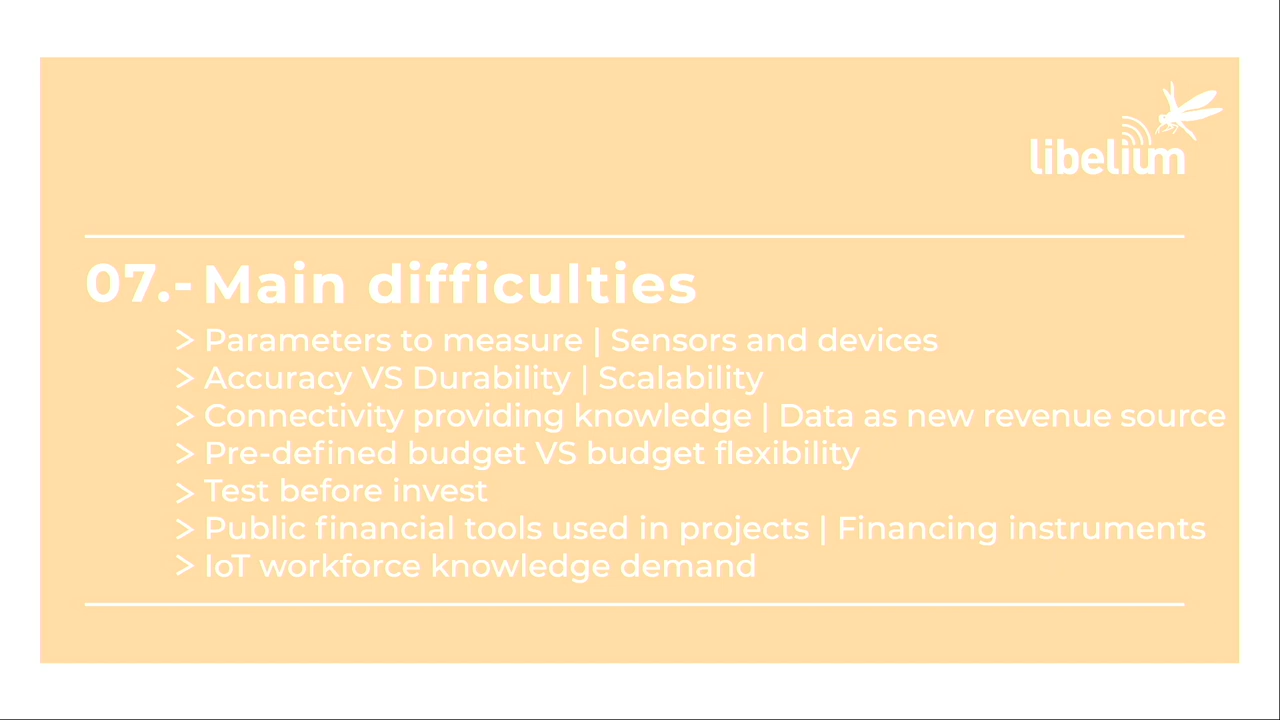 libelium
07.- Main difficulties
> Parameters to measure | Sensors and devices
> Accuracy VS Durability | Scalability
> Connectivity providing knowledge | Data as new revenue source
> Pre-defined budget VS budget flexibility
> Test before invest
> Public financial tools used in projects | Financing instruments
> IoT workforce knowledge demand